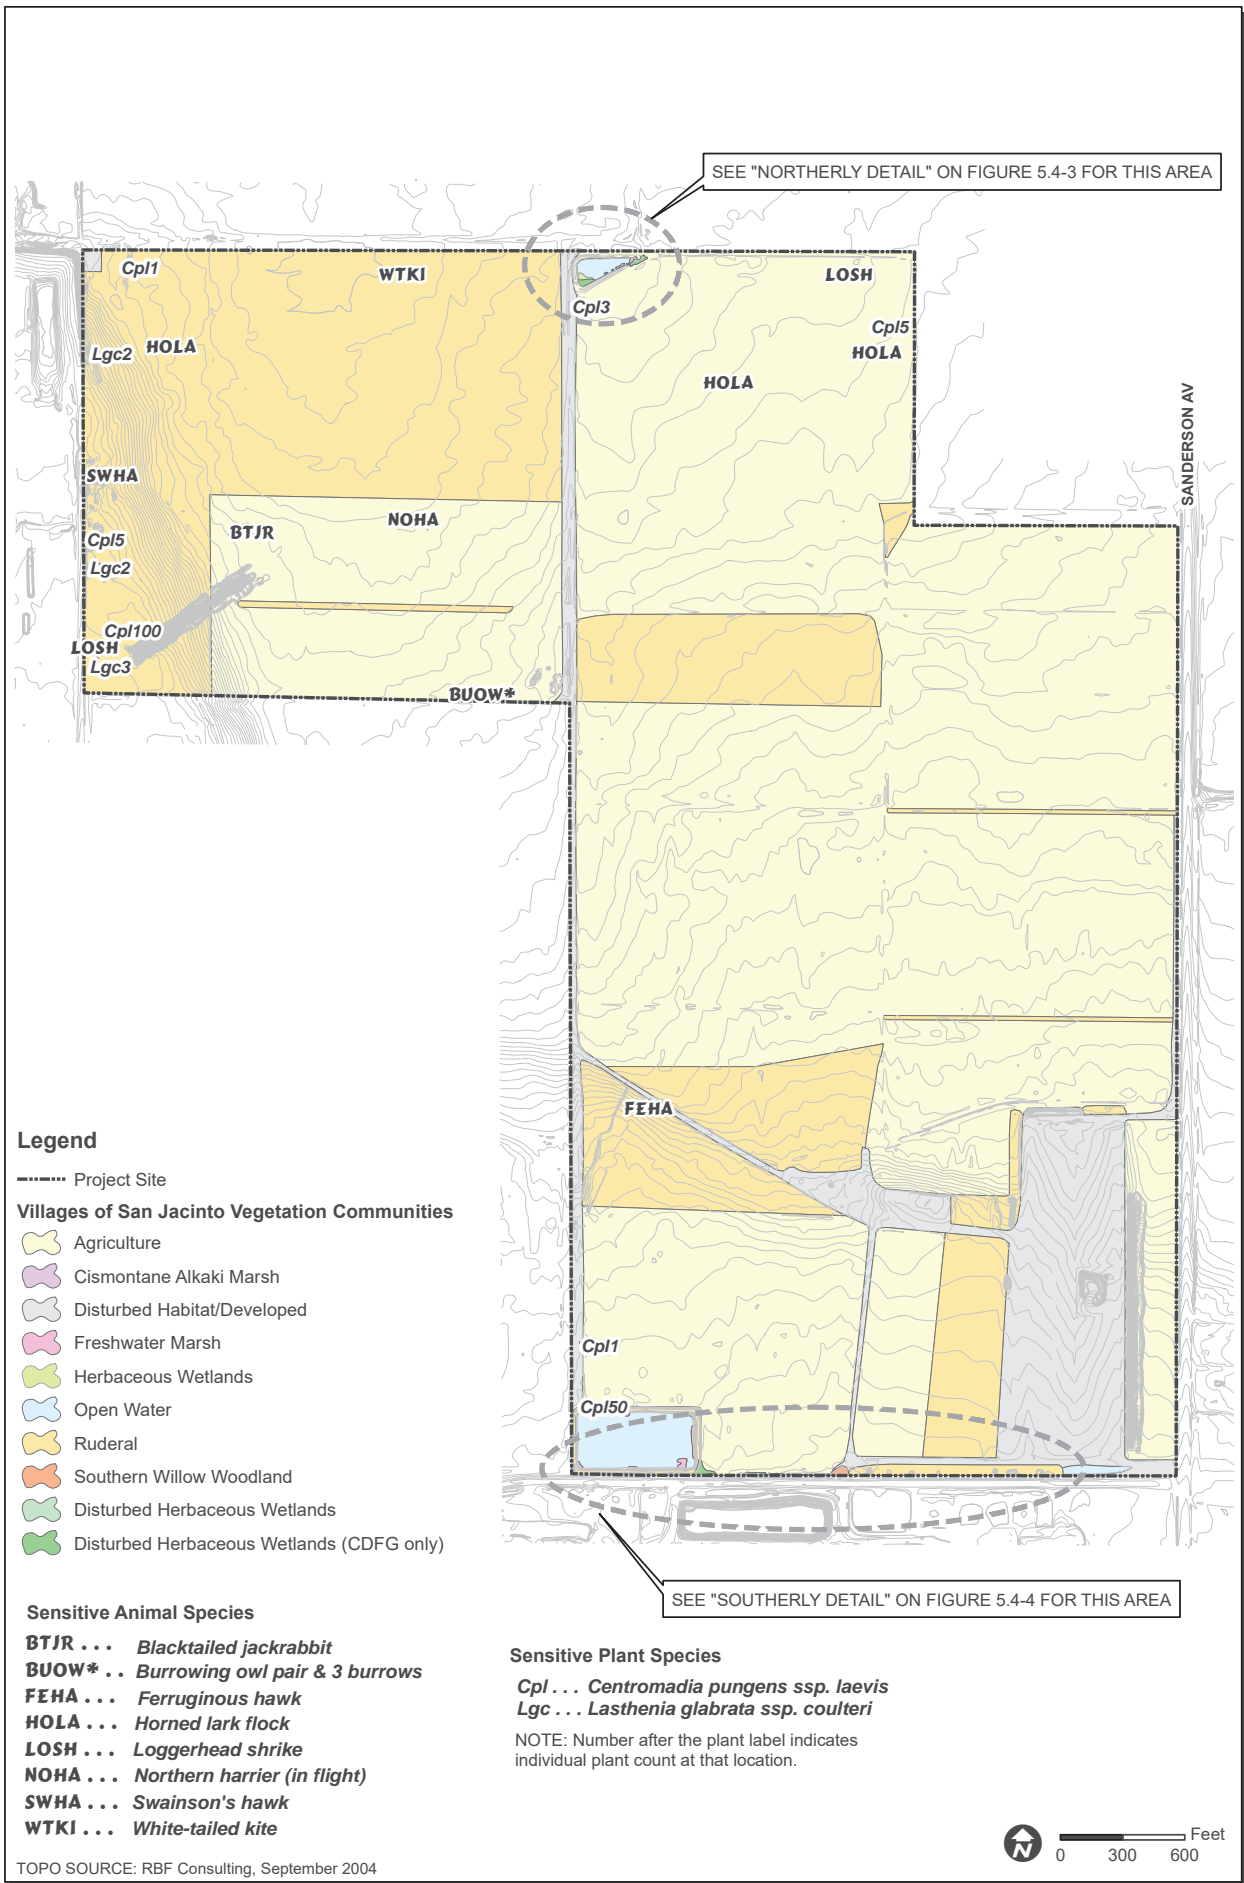 SEE "NORTHERLY DETAIL" ON FIGURE 5.4-3 FOR THIS AREA
Cpl1
WTKI
LOSH
Cpl3
Cpl5
Lgc2
HOLA
HOLA
HOLA
SANDERSON AV
SWHA
NOHA
BTJR
Cpl5
Lgc2
Cpl100
LOSH
Lgc3
BUOW*
FEHA
Cpl1
Cpl50
SEE "SOUTHERLY DETAIL" ON FIGURE 5.4-4 FOR THIS AREA
Legend
Project Site
Villages of San Jacinto Vegetation Communities
Agriculture
Cismontane Alkaki Marsh
Disturbed Habitat/Developed
Freshwater Marsh
Herbaceous Wetlands
Open Water
Ruderal
Southern Willow Woodland
Disturbed Herbaceous Wetlands
Disturbed Herbaceous Wetlands (CDFG only)
Sensitive Animal Species
BTJR . . . Blacktailed jackrabbit
BUOW* . . Burrowing owl pair & 3 burrows
FEHA . . . Ferruginous hawk
HOLA . . . Horned lark flock
LOSH . . . Loggerhead shrike
NOHA . . . Northern harrier (in flight)
SWHA . . . Swainson's hawk
WTKI . . . White-tailed kite
Sensitive Plant Species
Cpl . . . Centromadia pungens ssp. laevis
Lgc . . . Lasthenia glabrata ssp. coulteri
NOTE: Number after the plant label indicates
individual plant count at that location.
TOPO SOURCE: RBF Consulting, September 2004
N
Feet
0 300 600